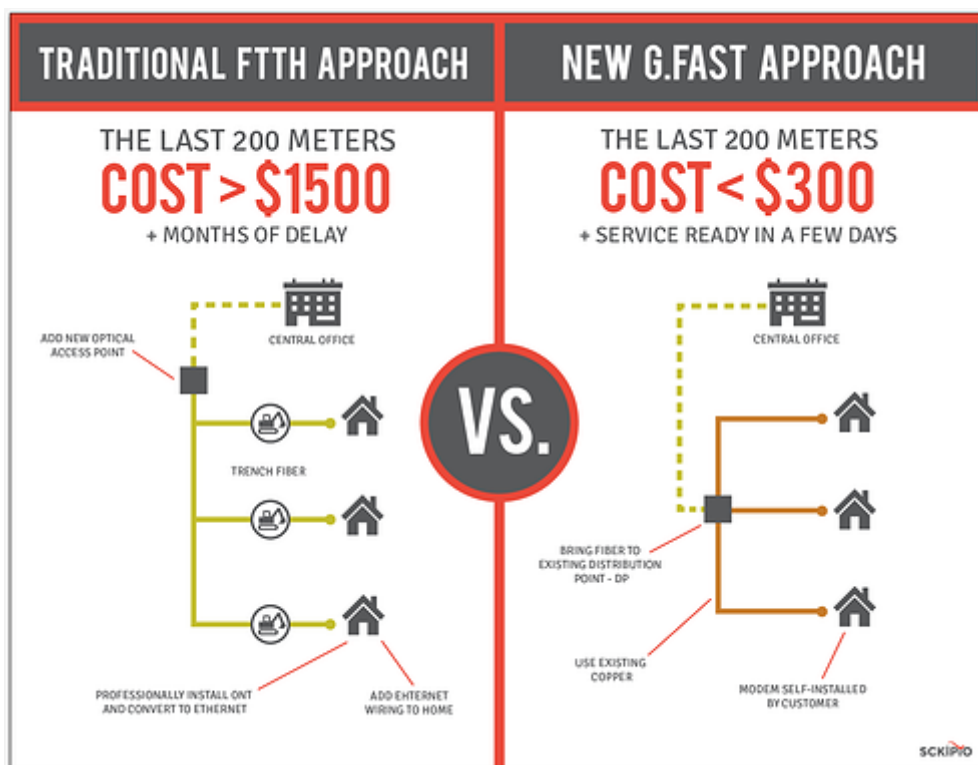 TRADITIONAL FTTH APPROACH
THE LAST 200 METERS
COST > $1500
+ MONTHS OF DELAY
CENTRAL OFFICE
ADD NEW OPTICAL
ACCESS POINT
TRENCH FIBER
PROFESSIONALLY INSTALL ONT
AND CONVERT TO ETHERNET
ADD EHTERNET
WIRING TO HOME
VS.
NEW G.FAST APPROACH
THE LAST 200 METERS
COST < $300
+ SERVICE READY IN A FEW DAYS
CENTRAL OFFICE
BRING FIBER TO
EXISTING DISTRIBUTION
POINT - DP
USE EXISTING
COPPER
MODEM SELF-INSTALLED
BY CUSTOMER
SCKIPIO